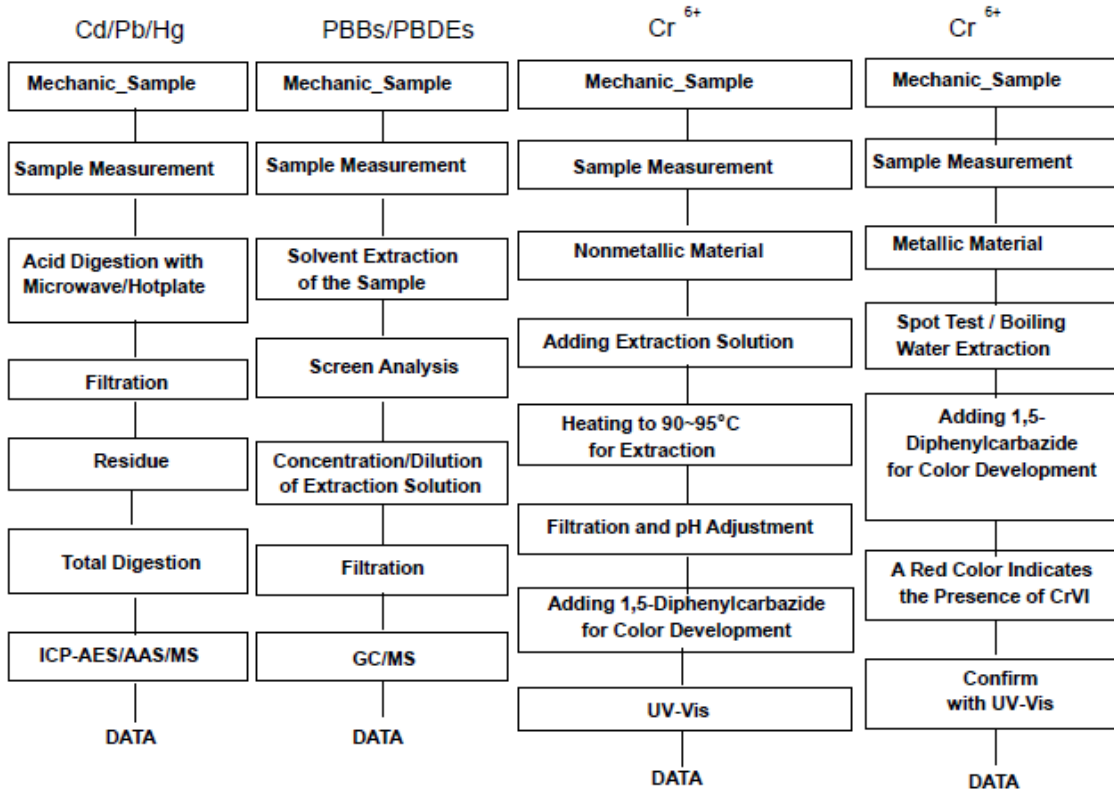 Cd/Pb/Hg
Mechanic_Sample
Sample Measurement
Acid Digestion with
Microwave/Hotplate
Filtration
Residue
Total Digestion
ICP-AES/AAS/MS
DATA
PBBs/PBDEs
Mechanic_Sample
Sample Measurement
Solvent Extraction
of the Sample
Screen Analysis
Concentration/Dilution
of Extraction Solution
Filtration
GC/MS
DATA
Cr 6+
Mechanic_Sample
Sample Measurement
Nonmetallic Material
Adding Extraction Solution
Heating to 90~95°C
for Extraction
Filtration and pH Adjustment
Adding 1,5-Diphenylcarbazide
for Color Development
UV-Vis
DATA
Cr 6+
Mechanic_Sample
Sample Measurement
Metallic Material
Spot Test / Boiling
Water Extraction
Adding 1,5-
Diphenylcarbazide
for Color Development
A Red Color Indicates
the Presence of CrVI
Confirm
with UV-Vis
DATA